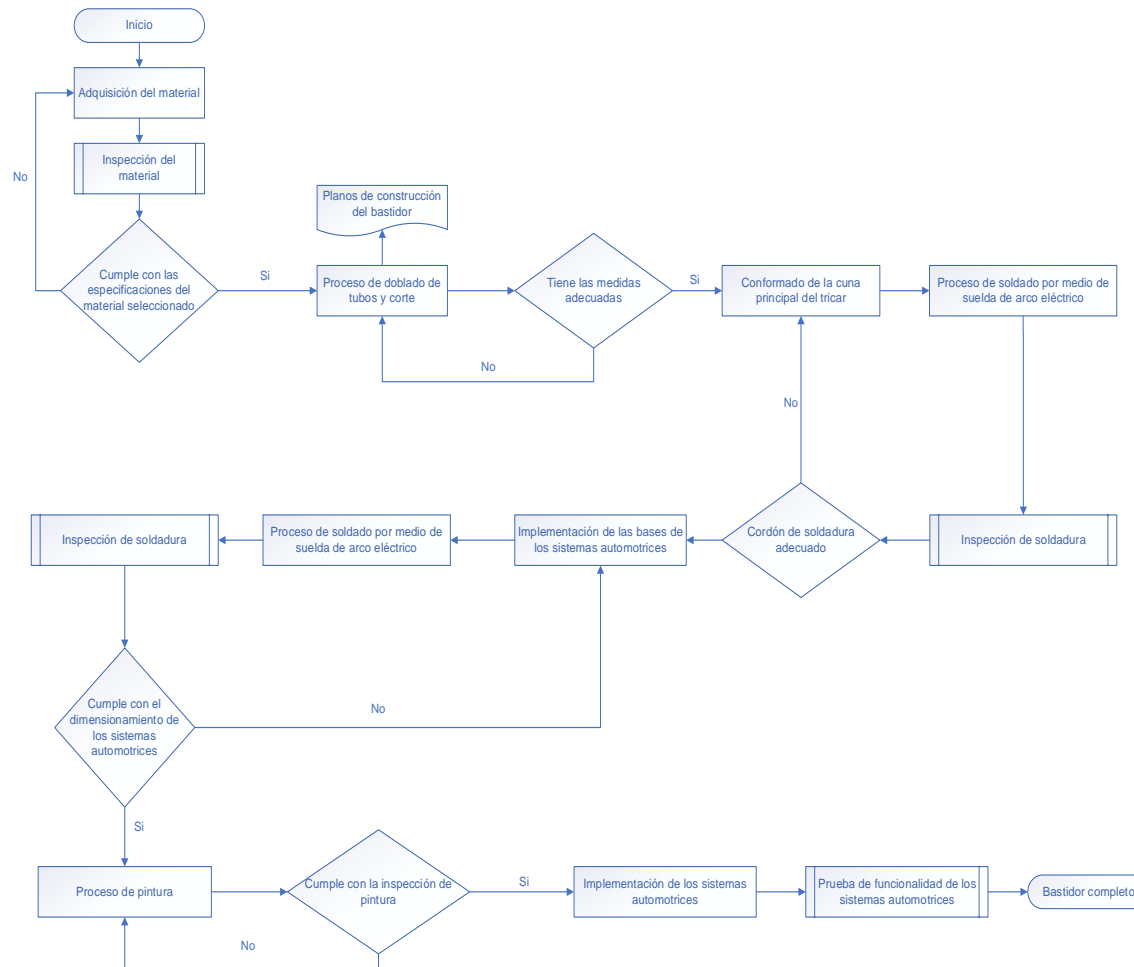 Inicio
Adquisición del material
Inspección del
material
No
Cumple con las
especificaciones del
material seleccionado
Si
Planos de construcción
del bastidor
Proceso de doblado de
tubos y corte
Tiene las medidas
adecuadas
No
Si
Conformado de la cuna
principal del tricar
Proceso de soldado por medio de
suelda de arco eléctrico
No
Inspección de soldadura
Cordón de soldadura
adecuado
Implementación de las bases de
los sistemas automotrices
Proceso de soldado por medio de
suelda de arco eléctrico
Inspección de soldadura
Cumple con el
dimensionamiento de
los sistemas
automotrices
No
Si
Proceso de pintura
Cumple con la inspección de
pintura
No
Si
Implementación de los sistemas
automotrices
Prueba de funcionalidad de los
sistemas automotrices
Bastidor completo